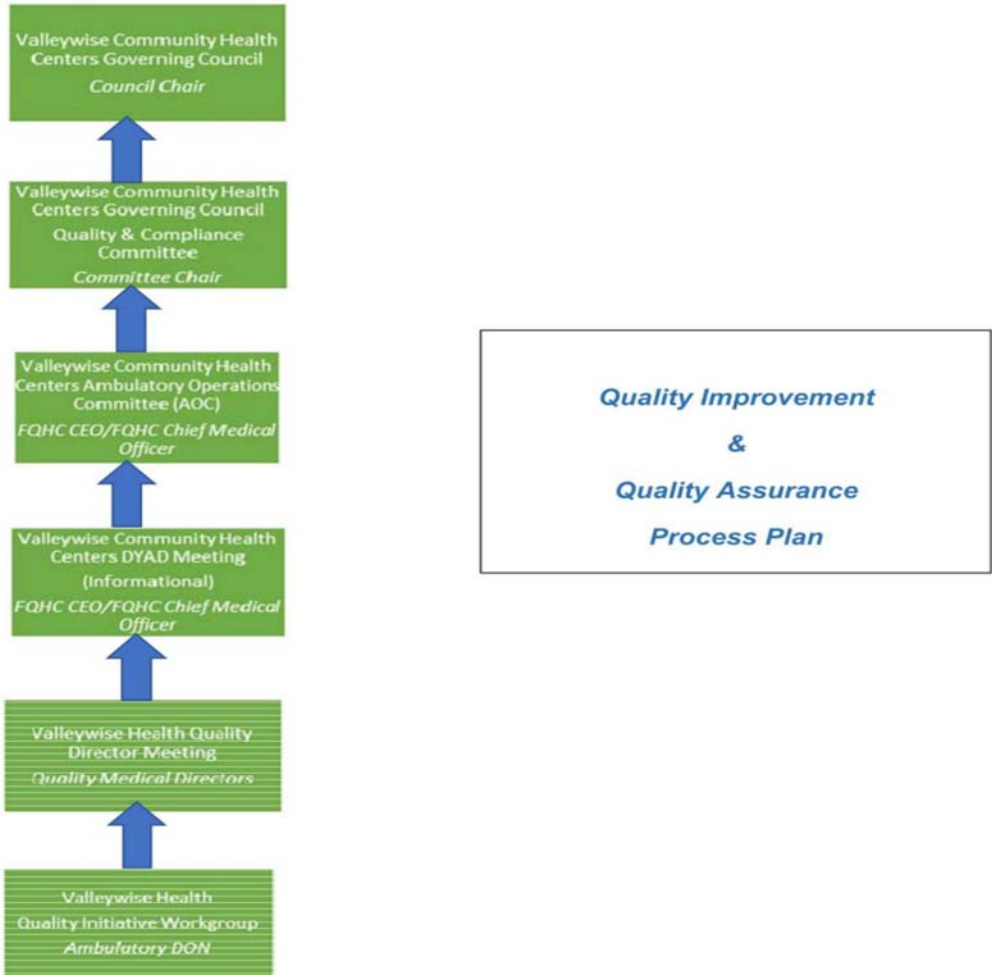 Valleywise Community Health
Centers Governing Council
Council Chair
Valleywise Community Health
Centers Governing Council
Quality & Compliance
Committee
Committee Chair
Valleywise Community Health
Centers Ambulatory Operations
Committee (AOC)
FQHC CEO/FQHC Chief Medical
Officer
Valleywise Community Health
Centers DYAD Meeting
(Informational)
FQHC CEO/FQHC Chief Medical
Officer
Valleywise Health Quality
Director Meeting
Quality Medical Directors
Valleywise Health
Quality Initiative Workgroup
Ambulatory DON
Quality Improvement
&
Quality Assurance
Process Plan